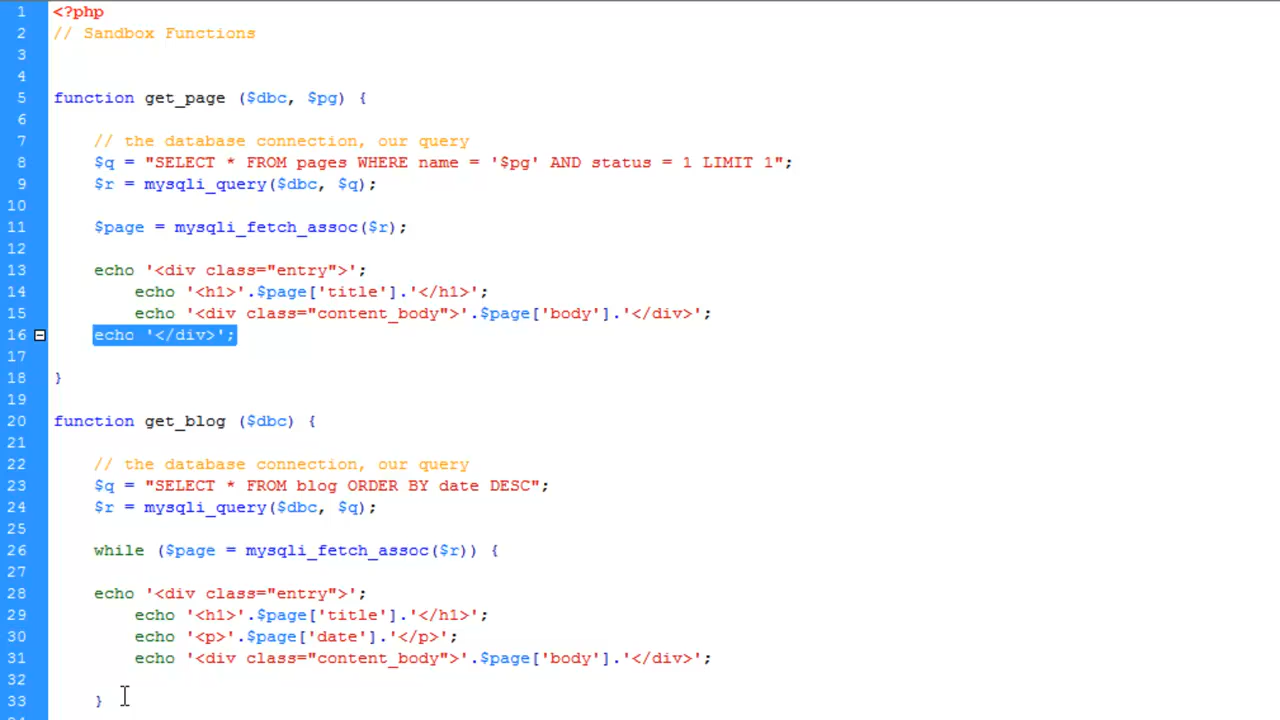 1 <?php
2 // Sandbox Functions
3
4
5 function get_page ($dbc, $pg) {
6
7 // the database connection, our query
8 $q = "SELECT * FROM pages WHERE name = '$pg' AND status = 1 LIMIT 1";
9 $r = mysqli_query($dbc, $q);
10
11 $page = mysqli_fetch_assoc($r);
12
13 echo '<div class="entry">';
14 echo '<h1>'.$page['title'].'</h1>';
15 echo '<div class="content_body">'.$page['body'].'</div>';
16 echo '</div>';
17
18 }
19
20 function get_blog ($dbc) {
21
22 // the database connection, our query
23 $q = "SELECT * FROM blog ORDER BY date DESC";
24 $r = mysqli_query($dbc, $q);
25
26 while ($page = mysqli_fetch_assoc($r)) {
27
28 echo '<div class="entry">';
29 echo '<h1>'.$page['title'].'</h1>';
30 echo '<p>'.$page['date'].'</p>';
31 echo '<div class="content_body">'.$page['body'].'</div>';
32
33 }